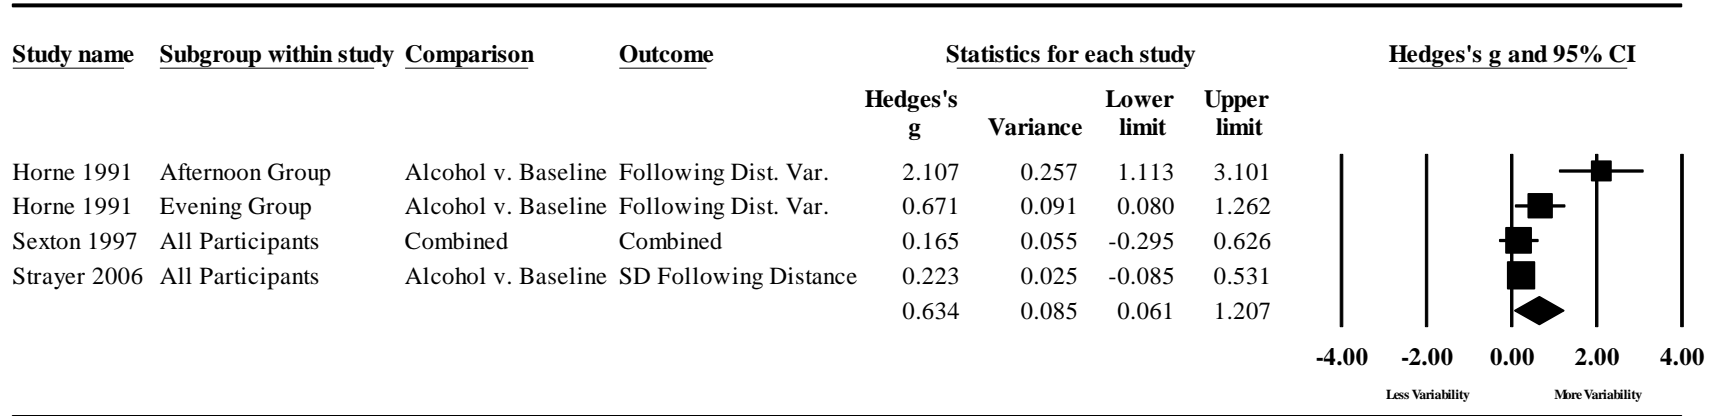 Study name Subgroup within study Comparison Outcome Statistics for each study Hedges's g and 95% CI
Hedges's Lower Upper
g Variance limit limit
Horne 1991 Afternoon Group Alcohol v. Baseline Following Dist. Var. 2.107 0.257 1.113 3.101
Horne 1991 Evening Group Alcohol v. Baseline Following Dist. Var. 0.671 0.091 0.080 1.262
Sexton 1997 All Participants Combined Combined 0.165 0.055 -0.295 0.626
Strayer 2006 All Participants Alcohol v. Baseline SD Following Distance 0.223 0.025 -0.085 0.531
0.634 0.085 0.061 1.207
-4.00 -2.00 0.00 2.00 4.00
Less Variability More Variability